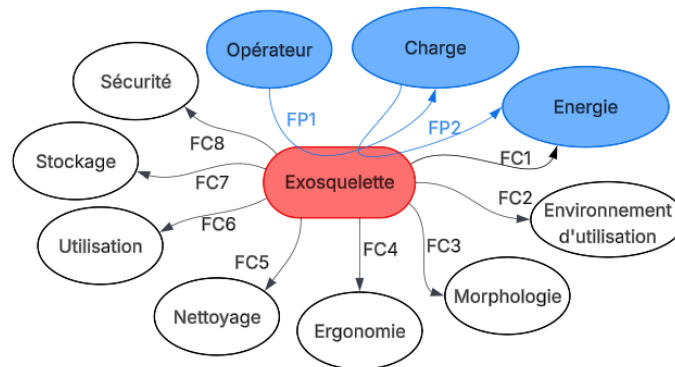 Opérateur
Charge
Sécurité
Energie
FP1
FP2
FC8
FC1
Stockage
FC7
Exosquelette
FC2
Environnement
d'utilisation
FC6
Utilisation
FC5
FC4
FC3
Morphologie
Nettoyage
Ergonomie